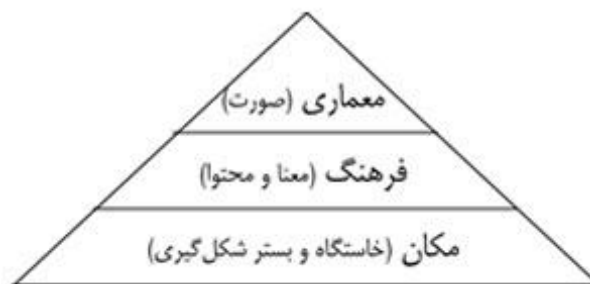 معماری (صورت)
فرهنگ (معنا و محتوا)
مکان (خاستگاه و بستر شکل‌گیری)